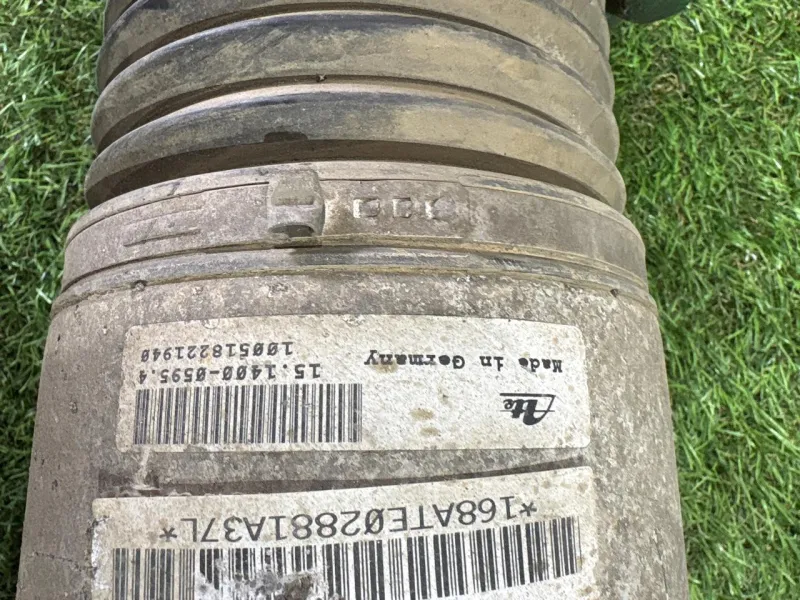 *168ATE02881A37L*
Ate
15.1400-0595.4
Made in Germany
100518221940